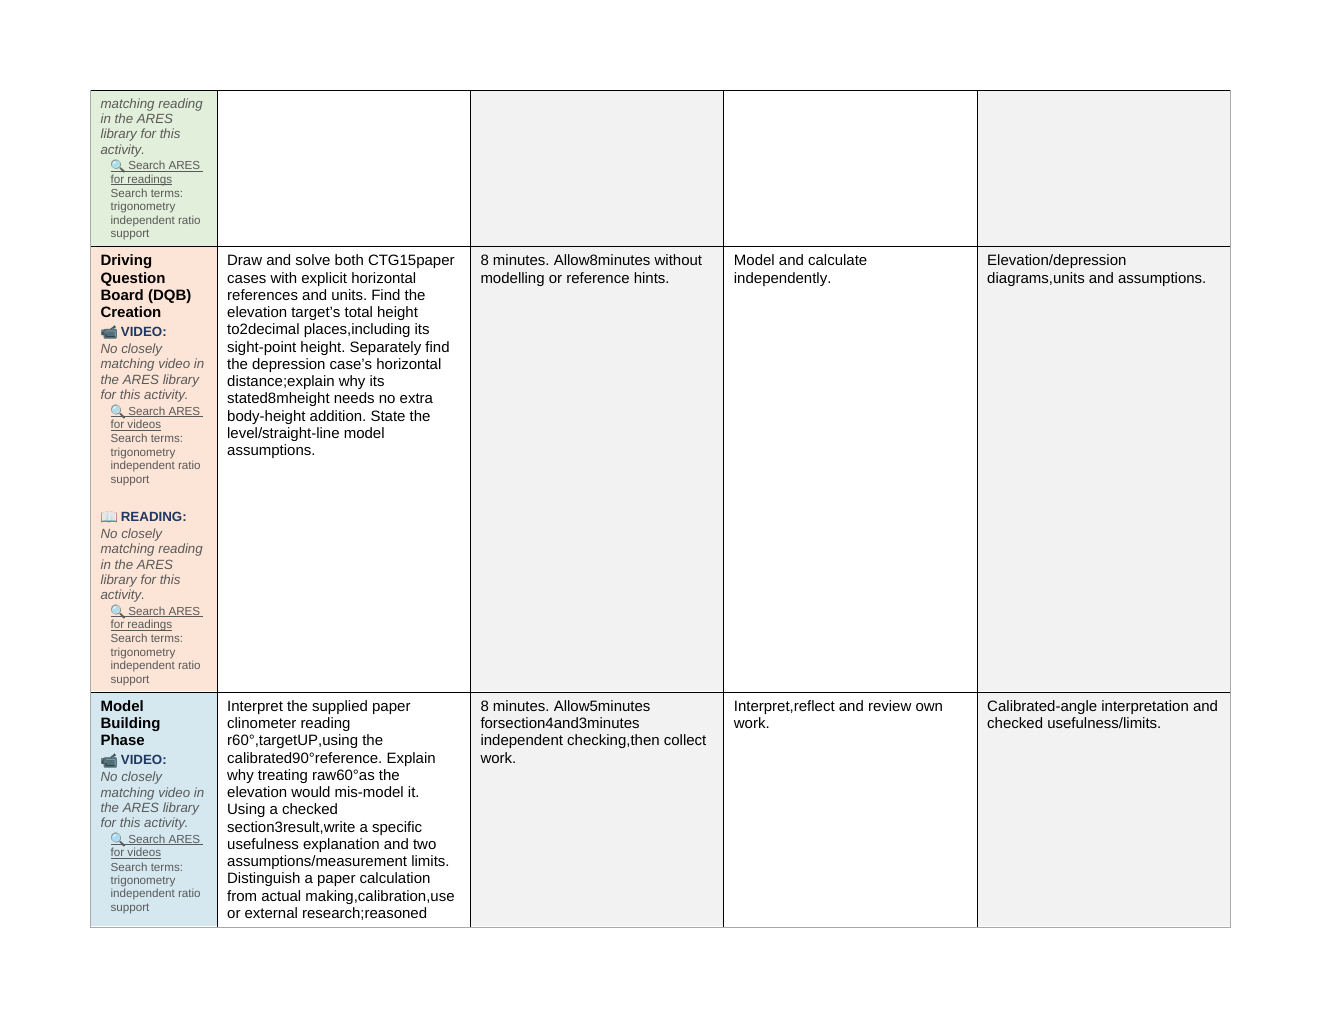 matching reading
in the ARES
library for this
activity.
🔍 Search ARES
for readings
Search terms:
trigonometry
independent ratio
support
Driving
Question
Board (DQB)
Creation
📹 VIDEO:
No closely
matching video in
the ARES library
for this activity.
🔍 Search ARES
for videos
Search terms:
trigonometry
independent ratio
support
📖 READING:
No closely
matching reading
in the ARES
library for this
activity.
🔍 Search ARES
for readings
Search terms:
trigonometry
independent ratio
support
Draw and solve both CTG15paper
cases with explicit horizontal
references and units. Find the
elevation target’s total height
to2decimal places,including its
sight-point height. Separately find
the depression case’s horizontal
distance;explain why its
stated8mheight needs no extra
body-height addition. State the
level/straight-line model
assumptions.
8 minutes. Allow8minutes without
modelling or reference hints.
Model and calculate
independently.
Elevation/depression
diagrams,units and assumptions.
Model
Building
Phase
📹 VIDEO:
No closely
matching video in
the ARES library
for this activity.
🔍 Search ARES
for videos
Search terms:
trigonometry
independent ratio
support
Interpret the supplied paper
clinometer reading
r60°,targetUP,using the
calibrated90°reference. Explain
why treating raw60°as the
elevation would mis-model it.
Using a checked
section3result,write a specific
usefulness explanation and two
assumptions/measurement limits.
Distinguish a paper calculation
from actual making,calibration,use
or external research;reasoned
8 minutes. Allow5minutes
forsection4and3minutes
independent checking,then collect
work.
Interpret,reflect and review own
work.
Calibrated-angle interpretation and
checked usefulness/limits.